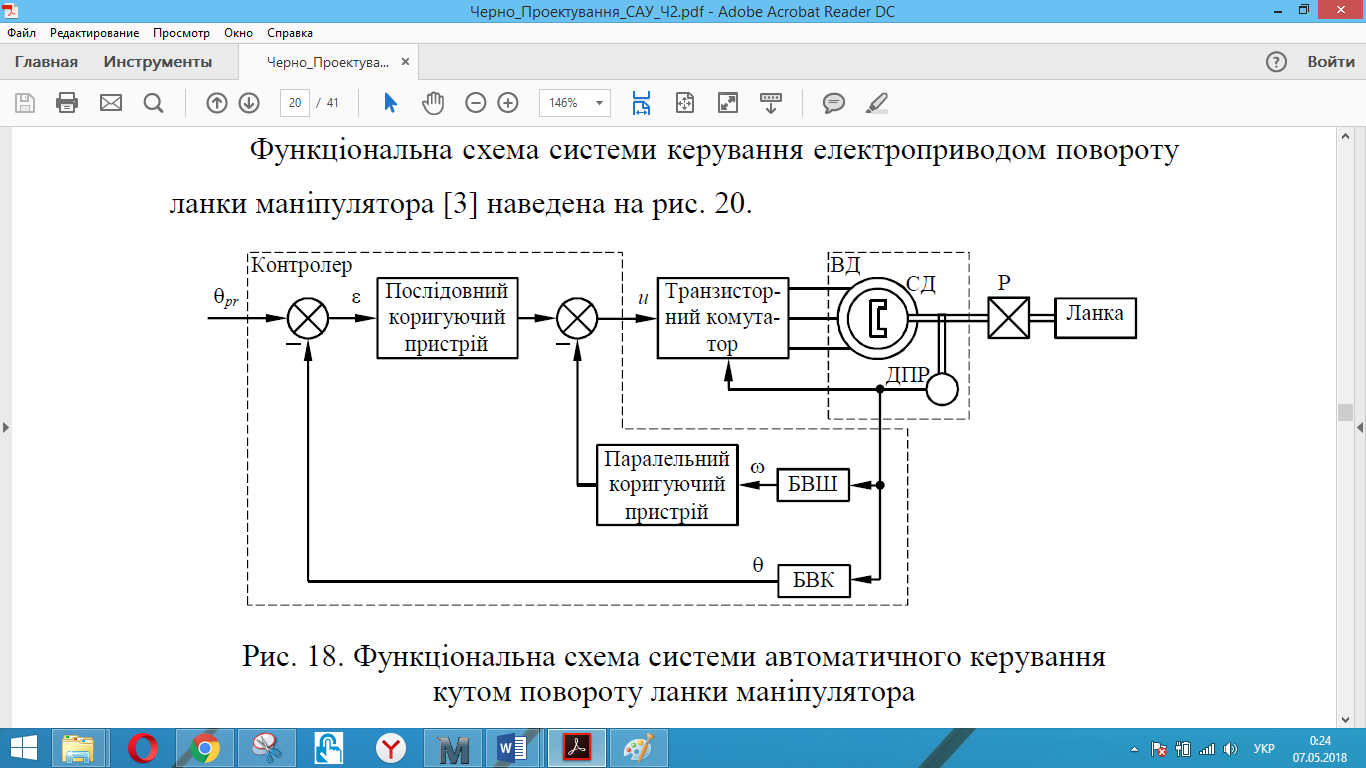 Черно_Проектування_САУ_Ч2.pdf - Adobe Acrobat Reader DC
Файл Редактирование Просмотр Окно Справка
Главная Инструменты Черно_Проектува... × Войти
20 / 41 146%
Функціональна схема системи керування електроприводом повороту
ланки маніпулятора [3] наведена на рис. 20.
Контролер
ВД
θpr
ε
Послідовний
коригуючий
пристрій
u
Транзистор-
ний комута-
тор
СД
Р
Ланка
ДПР
Паралельний
коригуючий
пристрій
ω
БВШ
θ
БВК
Рис. 18. Функціональна схема системи автоматичного керування
кутом повороту ланки маніпулятора
УКР
0:24
07.05.2018